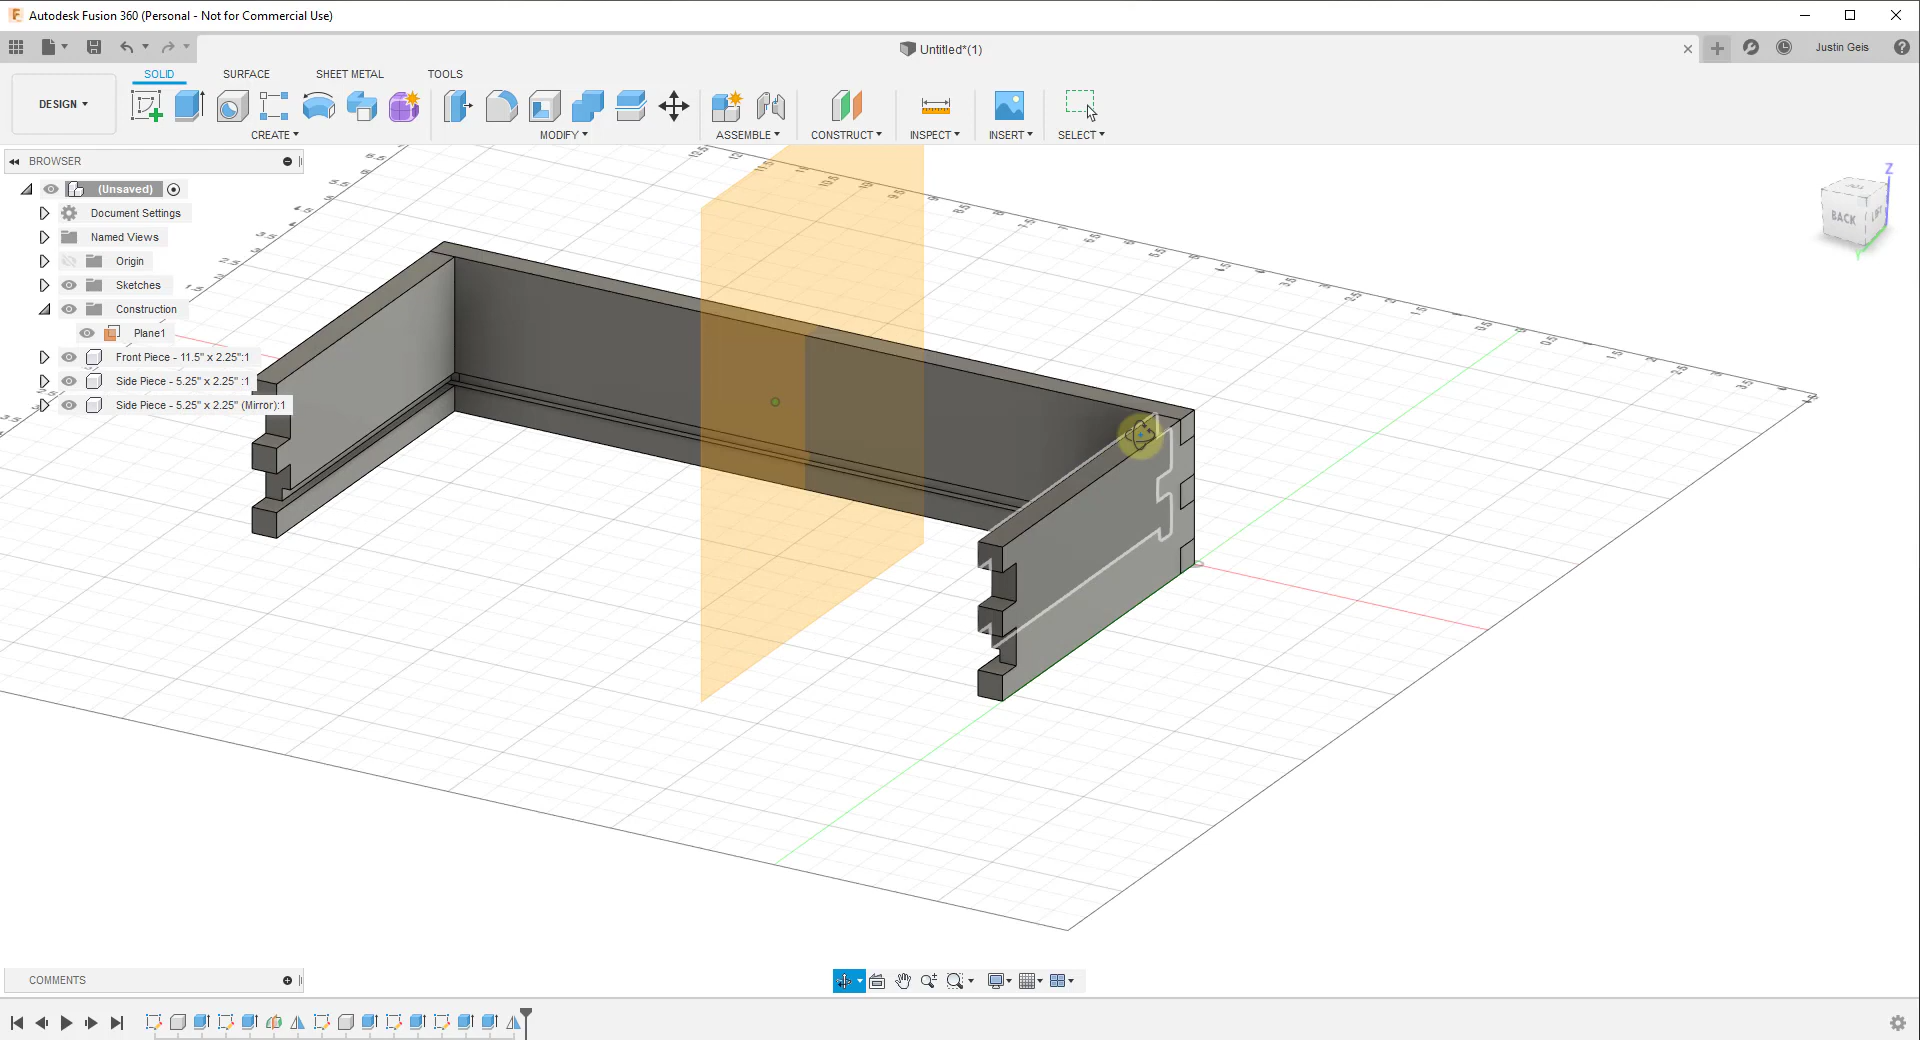 Autodesk Fusion 360 (Personal - Not for Commercial Use)
Untitled*(1)
Justin Geis
SOLID SURFACE SHEET METAL TOOLS
DESIGN
CREATE MODIFY ASSEMBLE CONSTRUCT INSPECT INSERT SELECT
BROWSER
(Unsaved)
Document Settings
Named Views
Origin
Sketches
Construction
Plane1
Front Piece - 11.5" x 2.25":1
Side Piece - 5.25" x 2.25" :1
Side Piece - 5.25" x 2.25" (Mirror):1
Z
BACK
Y
COMMENTS